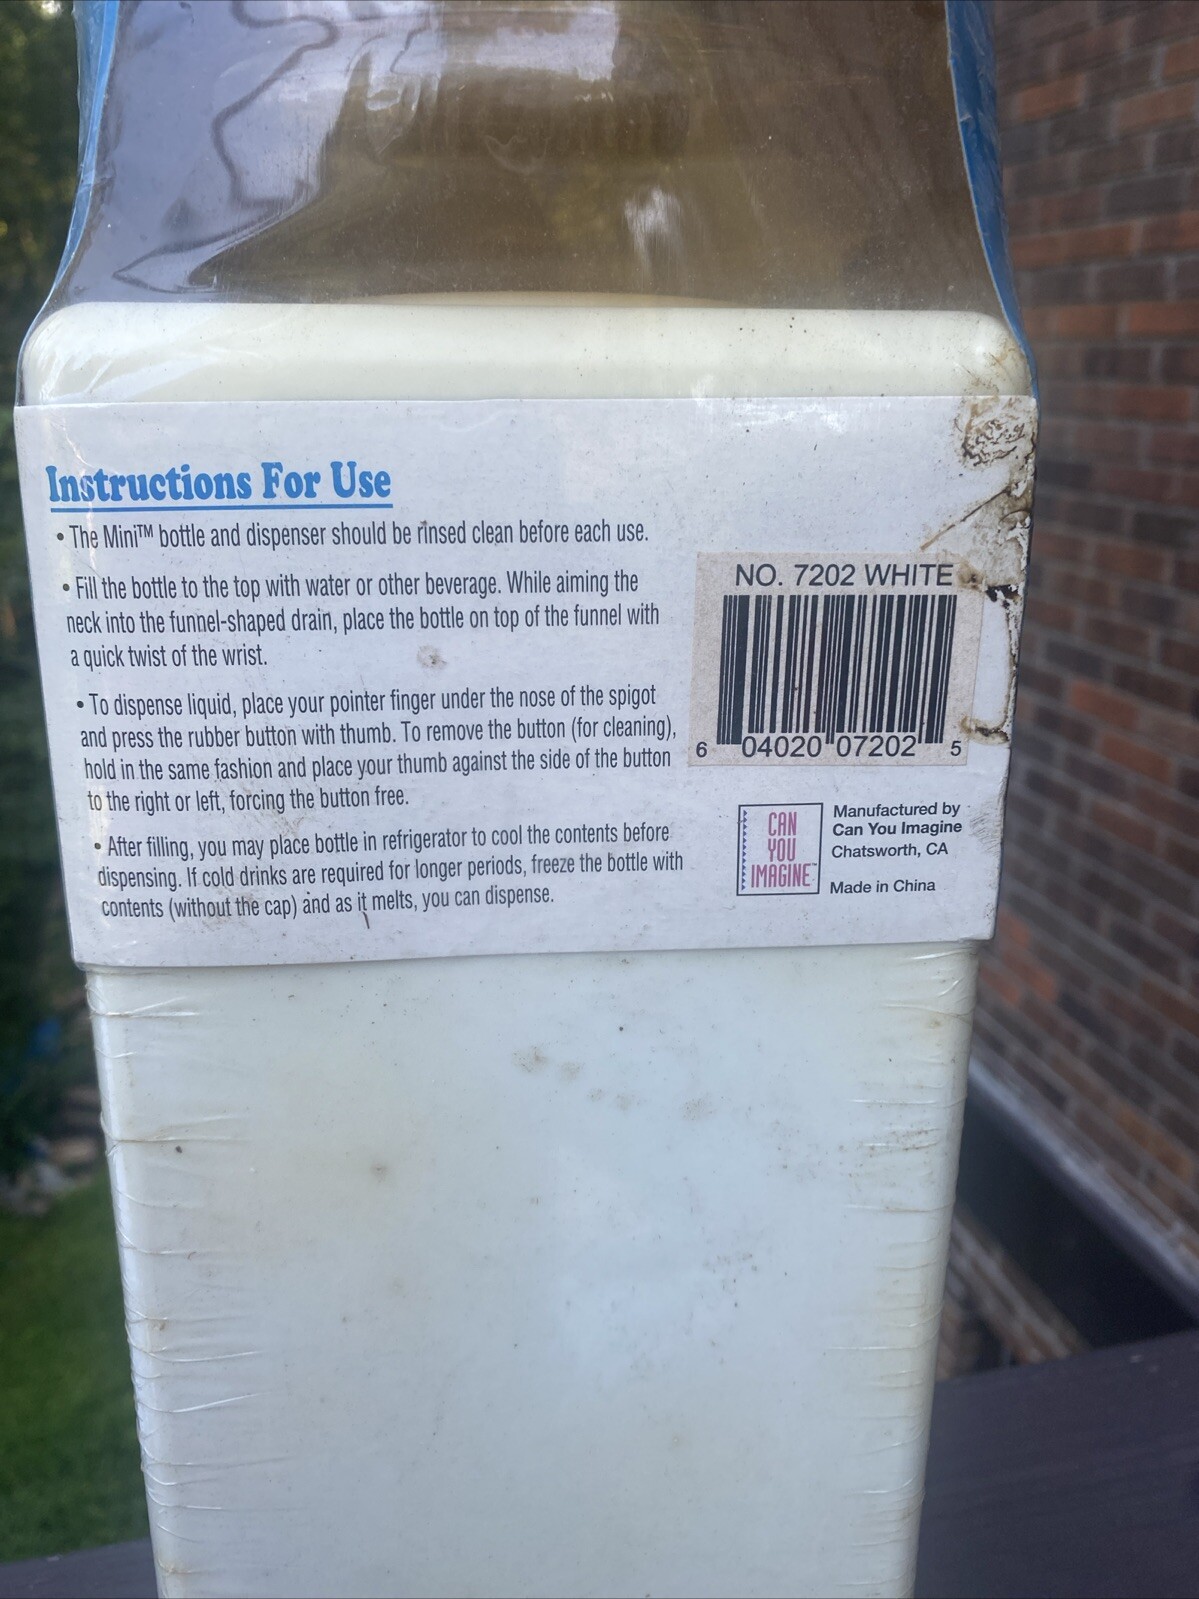 Instructions For Use
• The Mini™ bottle and dispenser should be rinsed clean before each use.
• Fill the bottle to the top with water or other beverage. While aiming the
neck into the funnel-shaped drain, place the bottle on top of the funnel with
a quick twist of the wrist.
• To dispense liquid, place your pointer finger under the nose of the spigot
and press the rubber button with thumb. To remove the button (for cleaning),
hold in the same fashion and place your thumb against the side of the button
to the right or left, forcing the button free.
• After filling, you may place bottle in refrigerator to cool the contents before
dispensing. If cold drinks are required for longer periods, freeze the bottle with
contents (without the cap) and as it melts, you can dispense.
NO. 7202 WHITE
6 04020 07202 5
CAN
YOU
IMAGINE™
Manufactured by
Can You Imagine
Chatsworth, CA
Made in China